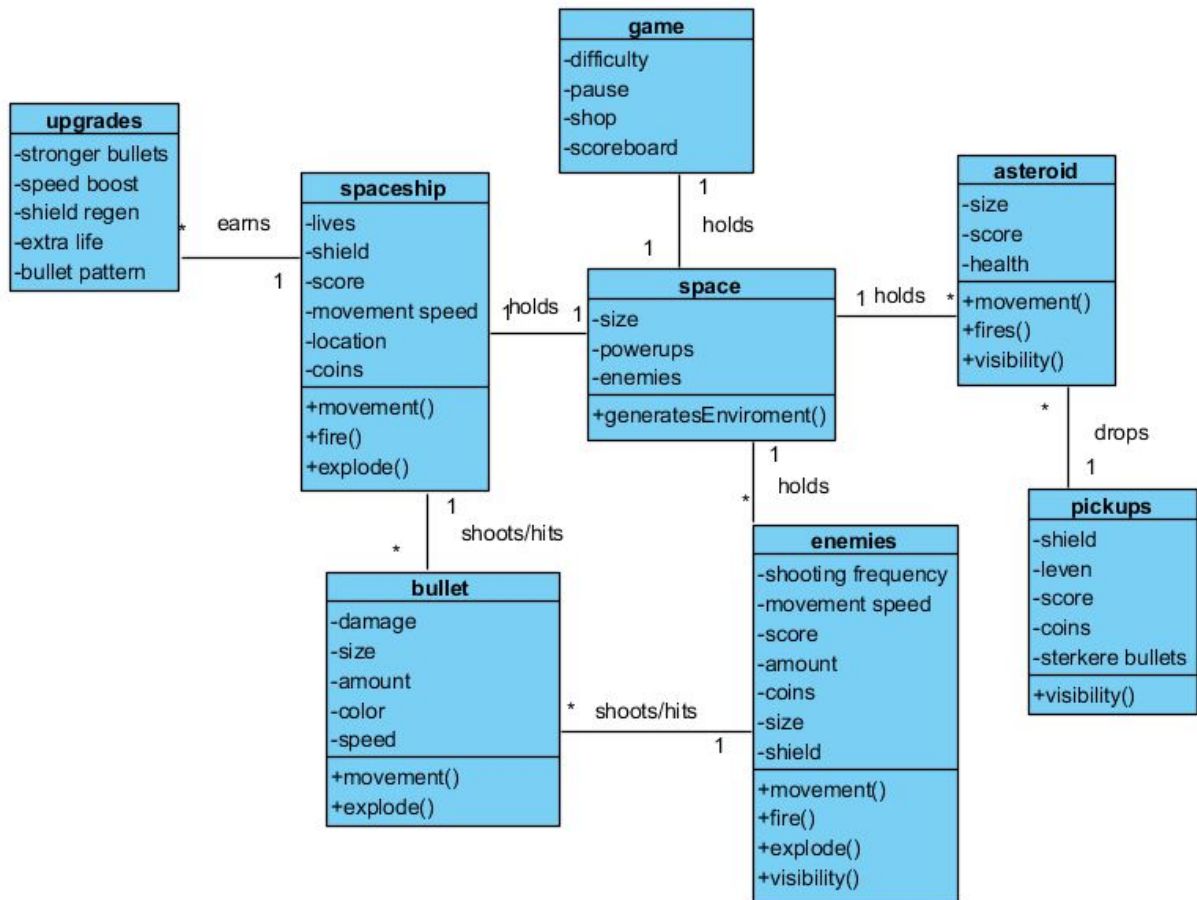 game
-difficulty
-pause
-shop
-scoreboard
1
holds
1
upgrades
-stronger bullets
-speed boost
-shield regen
-extra life
-bullet pattern
*
earns
1
spaceship
-lives
-shield
-score
-movement speed
-location
-coins
+movement()
+fire()
+explode()
1
holds
1
space
-size
-powerups
-enemies
+generatesEnviroment()
1
holds
*
asteroid
-size
-score
-health
+movement()
+fires()
+visibility()
*
drops
1
pickups
-shield
-leven
-score
-coins
-sterkere bullets
+visibility()
1
holds
*
enemies
-shooting frequency
-movement speed
-score
-amount
-coins
-size
-shield
+movement()
+fire()
+explode()
+visibility()
1
shoots/hits
*
bullet
-damage
-size
-amount
-color
-speed
+movement()
+explode()
*
shoots/hits
1